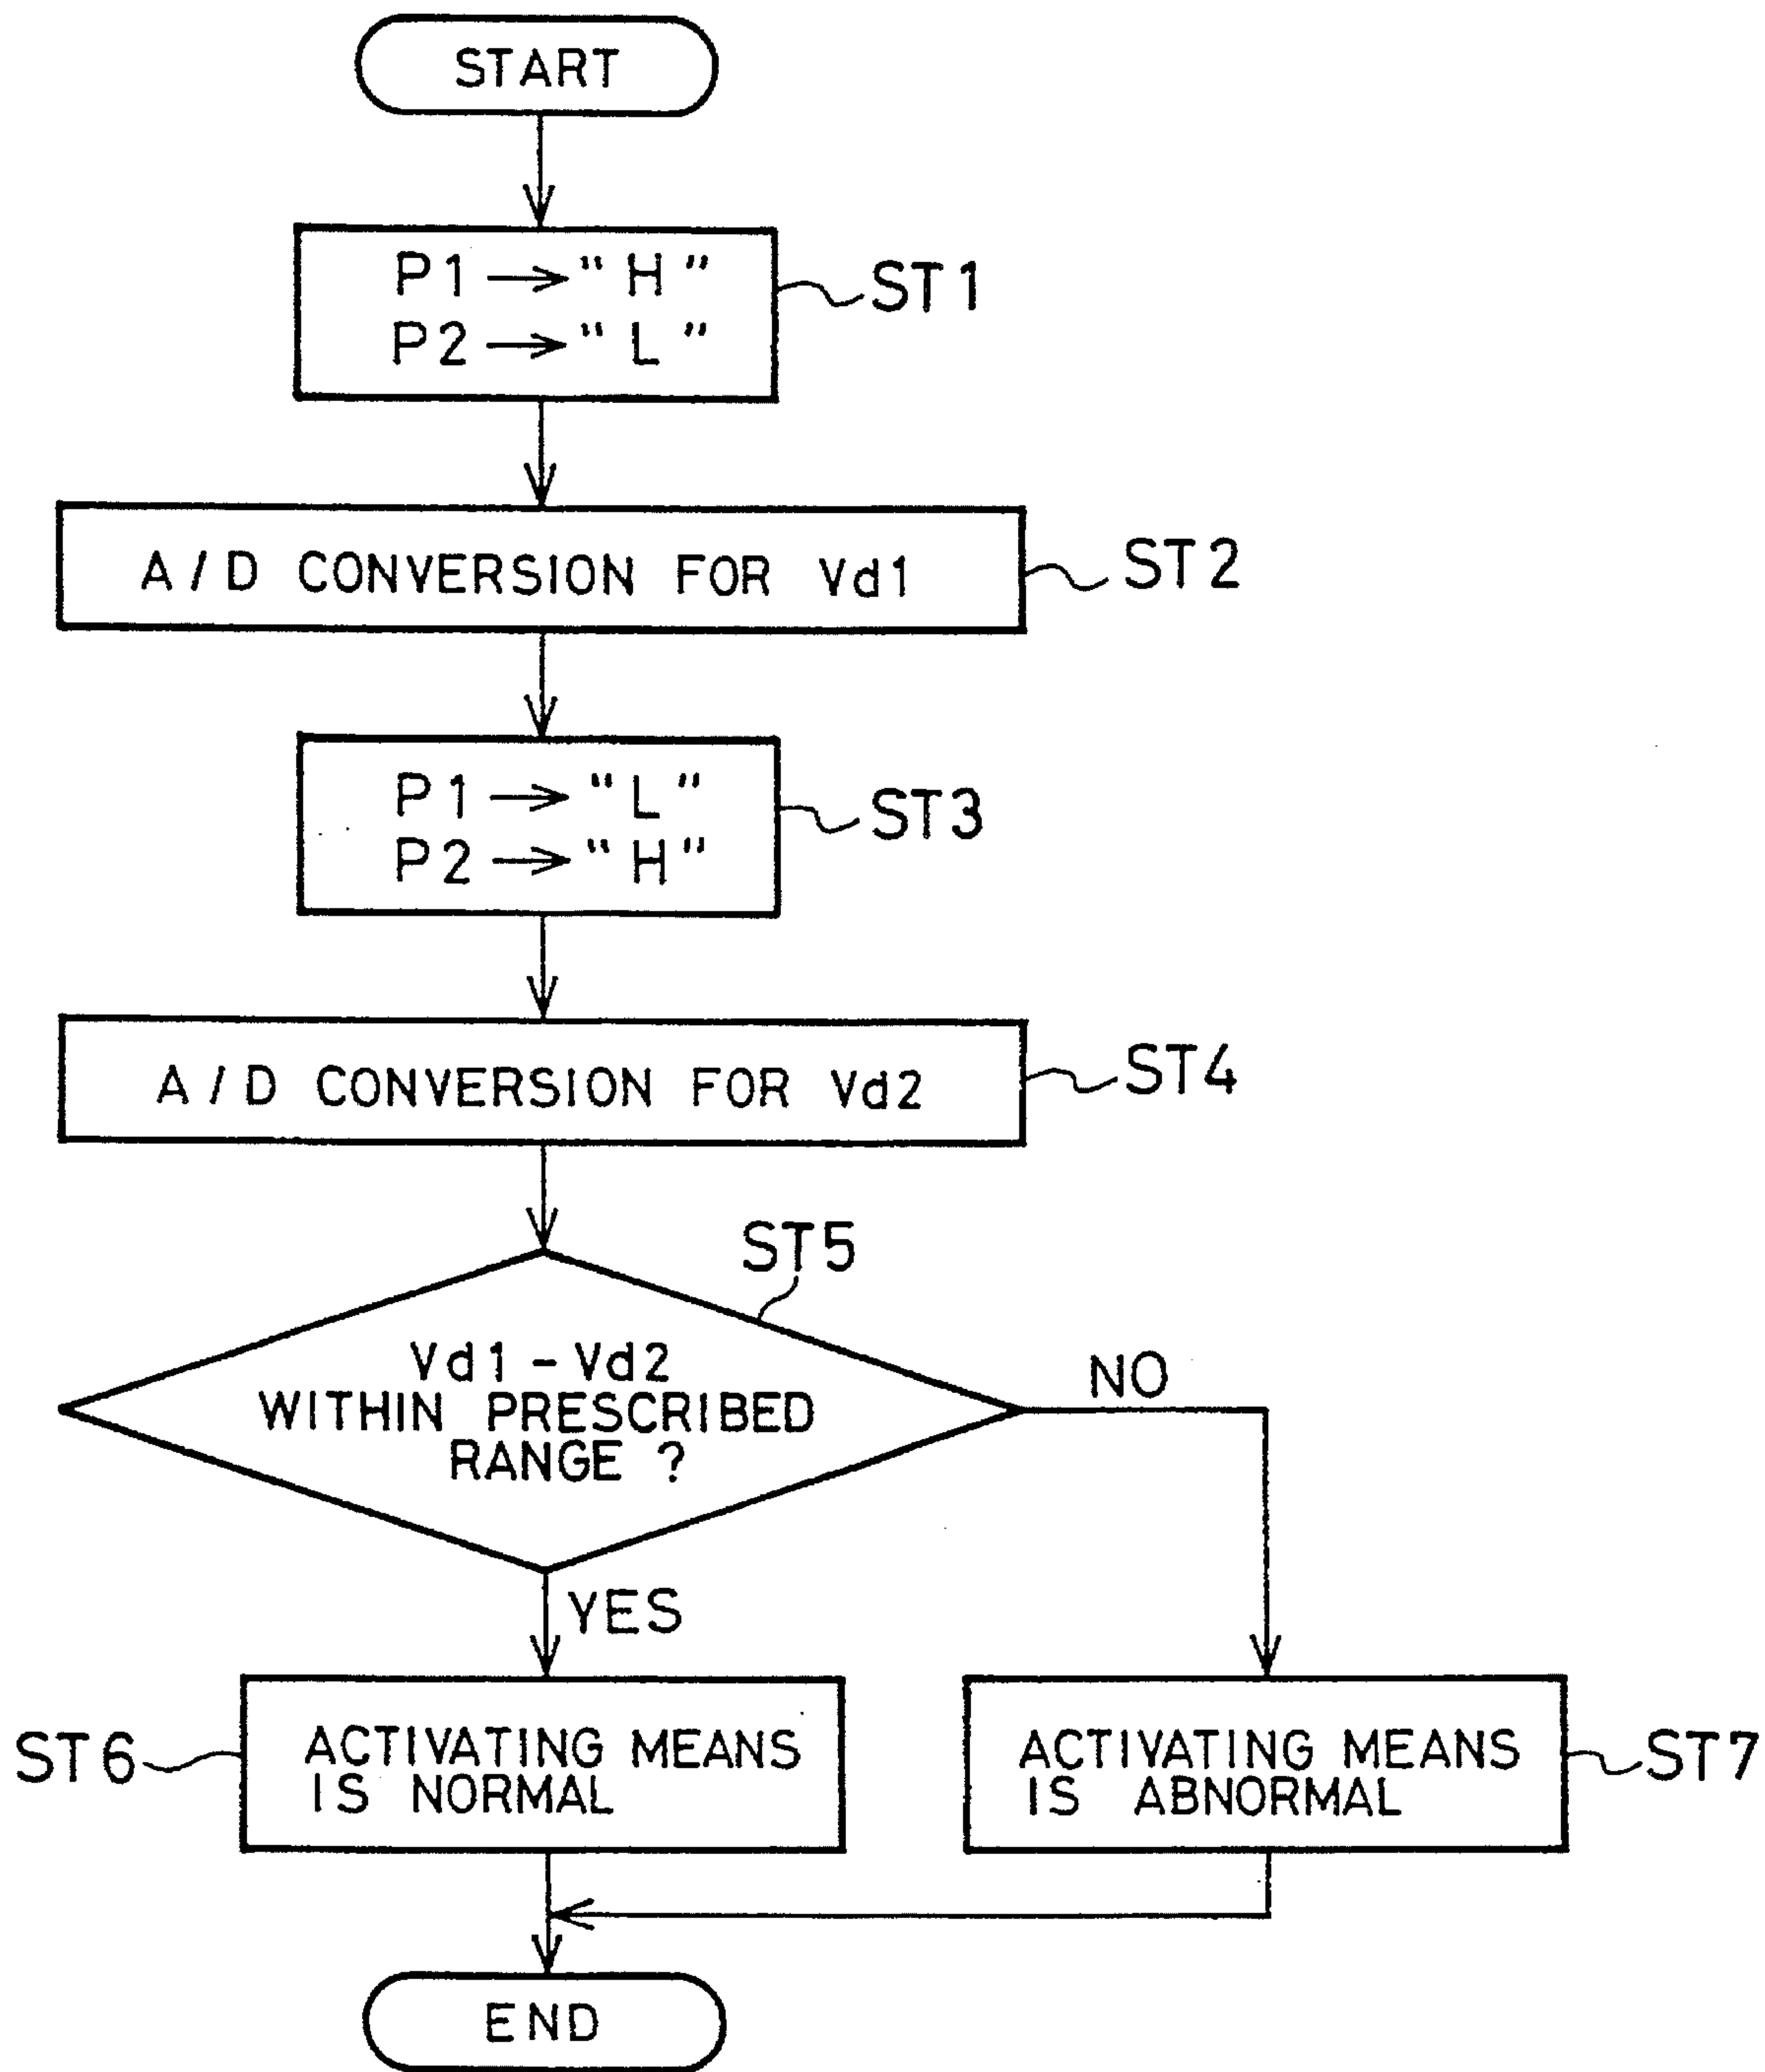 START
P1 → "H"
P2 → "L"
ST1
A/D CONVERSION FOR Vd1
ST2
P1 → "L"
P2 → "H"
ST3
A/D CONVERSION FOR Vd2
ST4
ST5
Vd1 - Vd2
WITHIN PRESCRIBED
RANGE ?
NO
YES
ST6
ACTIVATING MEANS
IS NORMAL
ACTIVATING MEANS
IS ABNORMAL
ST7
END